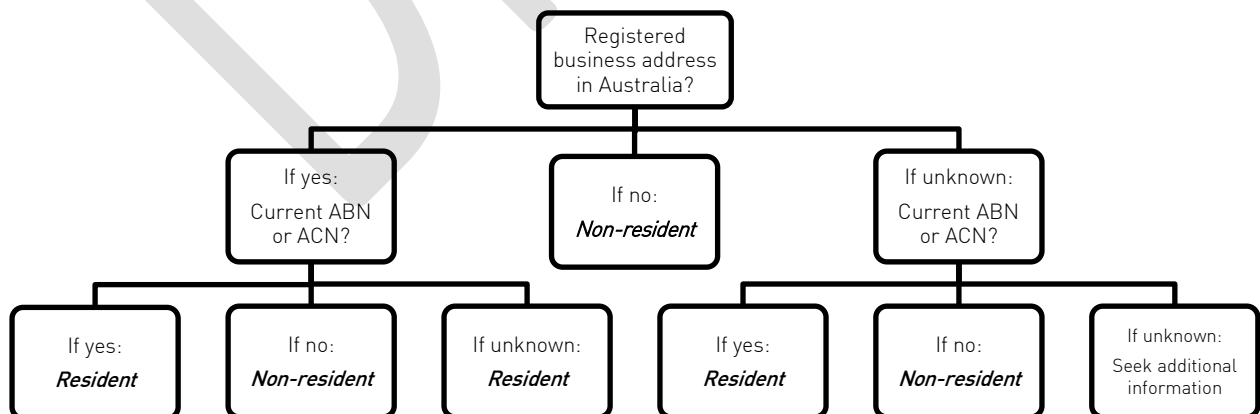 Registered
business address
in Australia?
If yes:
Current ABN
or ACN?
If no:
Non-resident
If unknown:
Current ABN
or ACN?
If yes:
Resident
If no:
Non-resident
If unknown:
Resident
If yes:
Resident
If no:
Non-resident
If unknown:
Seek additional
information